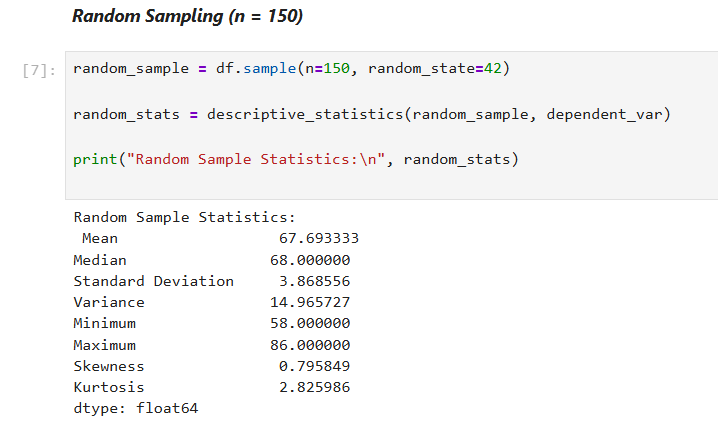 Random Sampling (n = 150)
[7]: random_sample = df.sample(n=150, random_state=42)
random_stats = descriptive_statistics(random_sample, dependent_var)
print("Random Sample Statistics:\n", random_stats)
Random Sample Statistics:
 Mean                  67.693333
Median                68.000000
Standard Deviation     3.868556
Variance              14.965727
Minimum               58.000000
Maximum               86.000000
Skewness               0.795849
Kurtosis               2.825986
dtype: float64